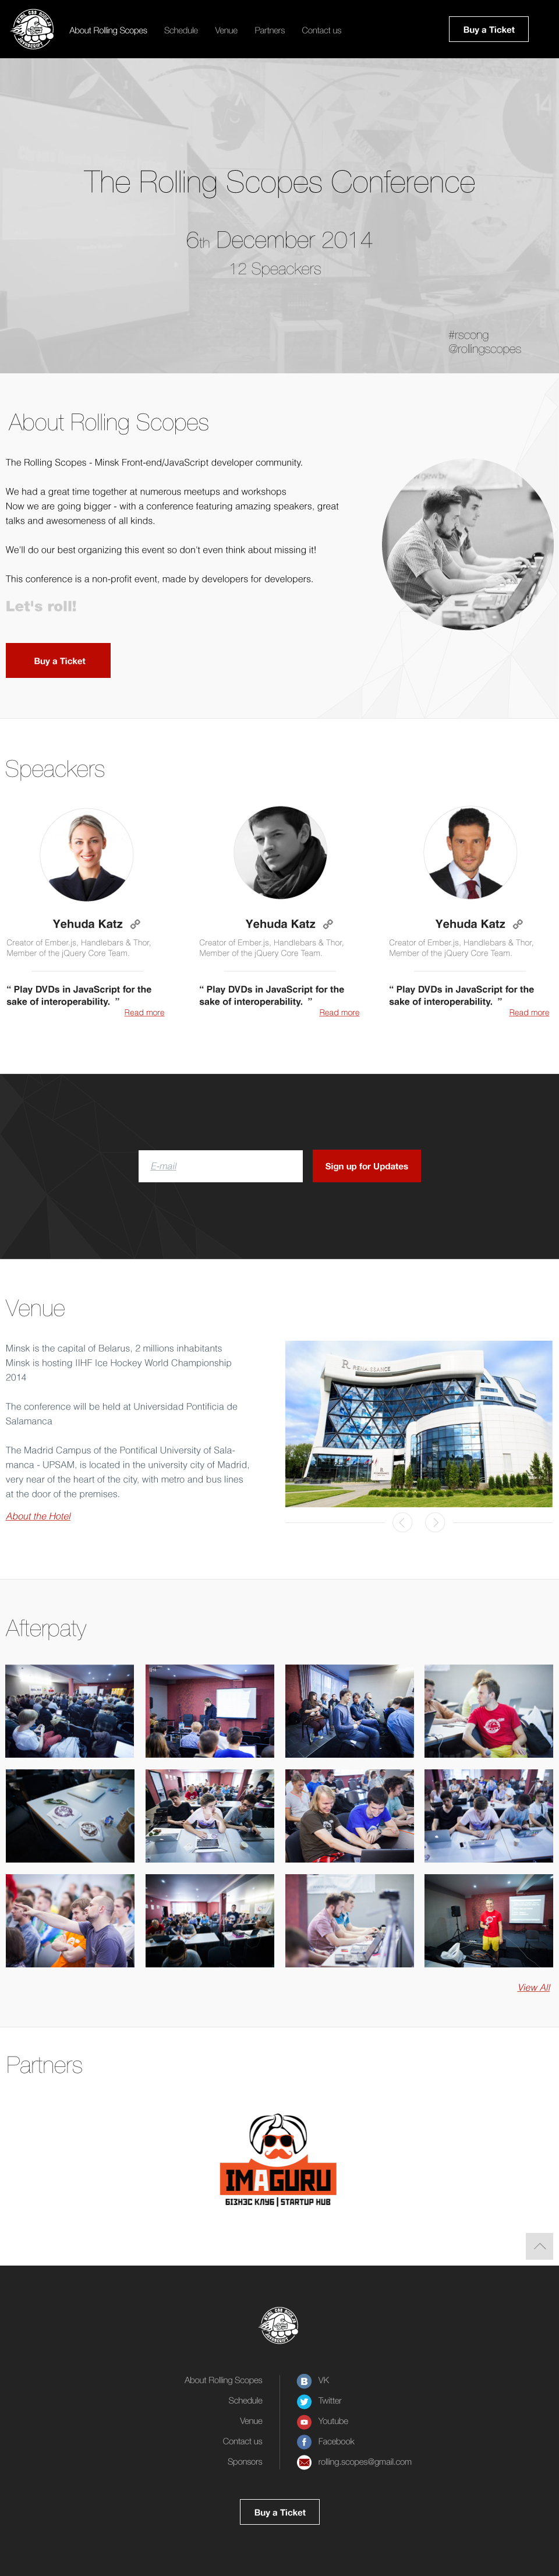 About Rolling Scopes Schedule Venue Partners Contact us Buy a Ticket
The Rolling Scopes Conference
6th December 2014
12 Speackers
#rscong
@rollingscopes
About Rolling Scopes
The Rolling Scopes - Minsk Front-end/JavaScript developer community.
We had a great time together at numerous meetups and workshops
Now we are going bigger - with a conference featuring amazing speakers, great
talks and awesomeness of all kinds.
We'll do our best organizing this event so don't even think about missing it!
This conference is a non-profit event, made by developers for developers.
Let's roll!
Buy a Ticket
Speackers
Yehuda Katz
Creator of Ember.js, Handlebars & Thor,
Member of the jQuery Core Team.
“ Play DVDs in JavaScript for the
sake of interoperability. ”
Read more
Yehuda Katz
Creator of Ember.js, Handlebars & Thor,
Member of the jQuery Core Team.
“ Play DVDs in JavaScript for the
sake of interoperability. ”
Read more
Yehuda Katz
Creator of Ember.js, Handlebars & Thor,
Member of the jQuery Core Team.
“ Play DVDs in JavaScript for the
sake of interoperability. ”
Read more
E-mail
Sign up for Updates
Venue
Minsk is the capital of Belarus, 2 millions inhabitants
Minsk is hosting IIHF Ice Hockey World Championship
2014
The conference will be held at Universidad Pontificia de
Salamanca
The Madrid Campus of the Pontifical University of Sala-
manca - UPSAM, is located in the university city of Madrid,
very near of the heart of the city, with metro and bus lines
at the door of the premises.
About the Hotel
Afterpaty
View All
Partners
IMAGURU
БІЗНЭС КЛУБ | STARTUP HUB
About Rolling Scopes
Schedule
Venue
Contact us
Sponsors
VK
Twitter
Youtube
Facebook
rolling.scopes@gmail.com
Buy a Ticket